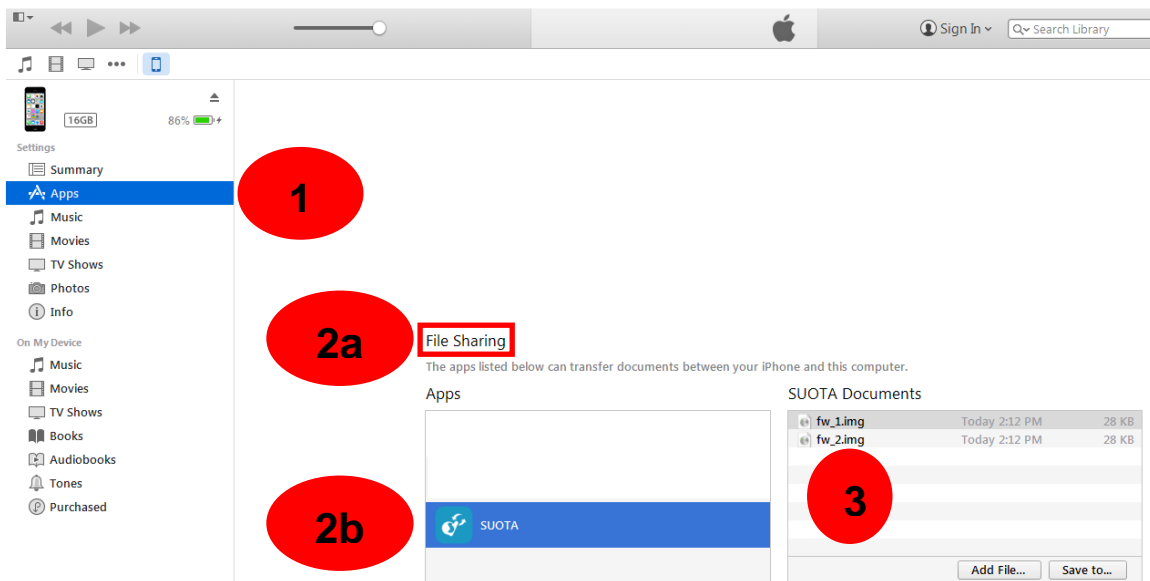 Sign In
Search Library
16GB
86%
Settings
Summary
Apps
1
Music
Movies
TV Shows
Photos
Info
2a
File Sharing
The apps listed below can transfer documents between your iPhone and this computer.
On My Device
Music
Movies
TV Shows
Books
Audiobooks
Tones
Purchased
Apps
2b
SUOTA
SUOTA Documents
fw_1.img Today 2:12 PM 28 KB
fw_2.img Today 2:12 PM 28 KB
3
Add File... Save to...